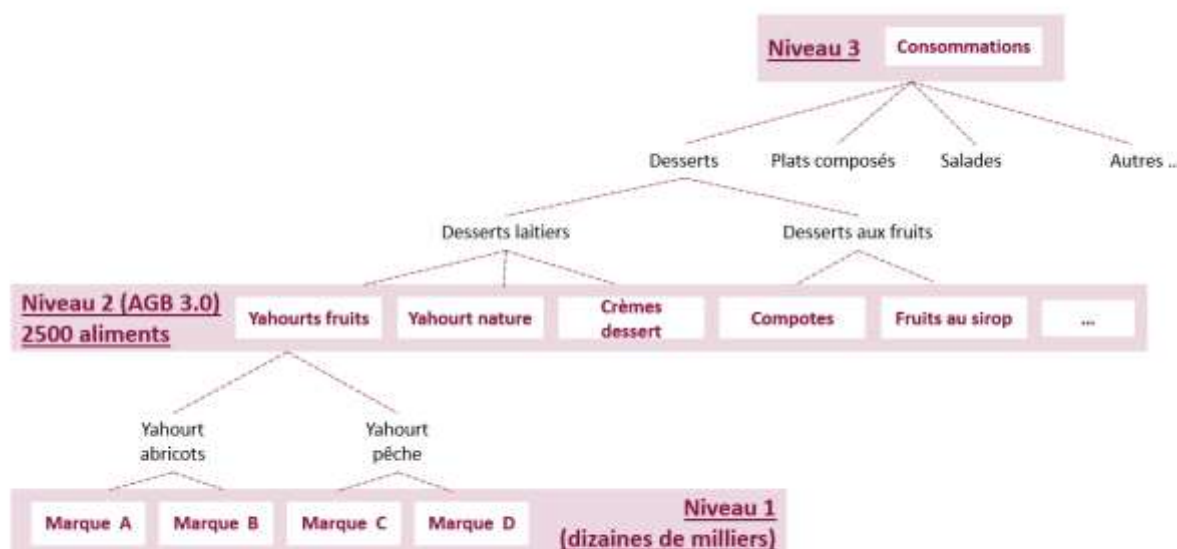 Niveau 3
Consommations
Desserts
Plats composés
Salades
Autres ...
Desserts laitiers
Desserts aux fruits
Niveau 2 (AGB 3.0)
2500 aliments
Yahourts fruits
Yahourt nature
Crèmes
dessert
Compotes
Fruits au sirop
...
Yahourt
abricots
Yahourt
pêche
Marque A
Marque B
Marque C
Marque D
Niveau 1
(dizaines de milliers)